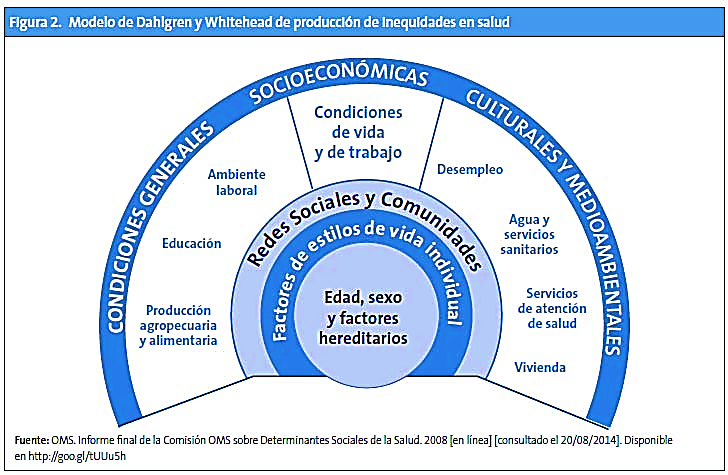 Figura 2. Modelo de Dahlgren y Whitehead de producción de inequidades en salud
CONDICIONES GENERALES SOCIOECONÓMICAS CULTURALES Y MEDIOAMBIENTALES
Condiciones
de vida
y de trabajo
Ambiente
laboral
Desempleo
Educación
Agua y
servicios
sanitarios
Producción
agropecuaria
y alimentaria
Servicios
de atención
de salud
Vivienda
Redes Sociales y Comunidades
Factores de estilos de vida individual
Edad, sexo
y factores
hereditarios
Fuente: OMS. Informe final de la Comisión OMS sobre Determinantes Sociales de la Salud. 2008 [en línea] [consultado el 20/08/2014]. Disponible
en http://goo.gl/tUUu5h